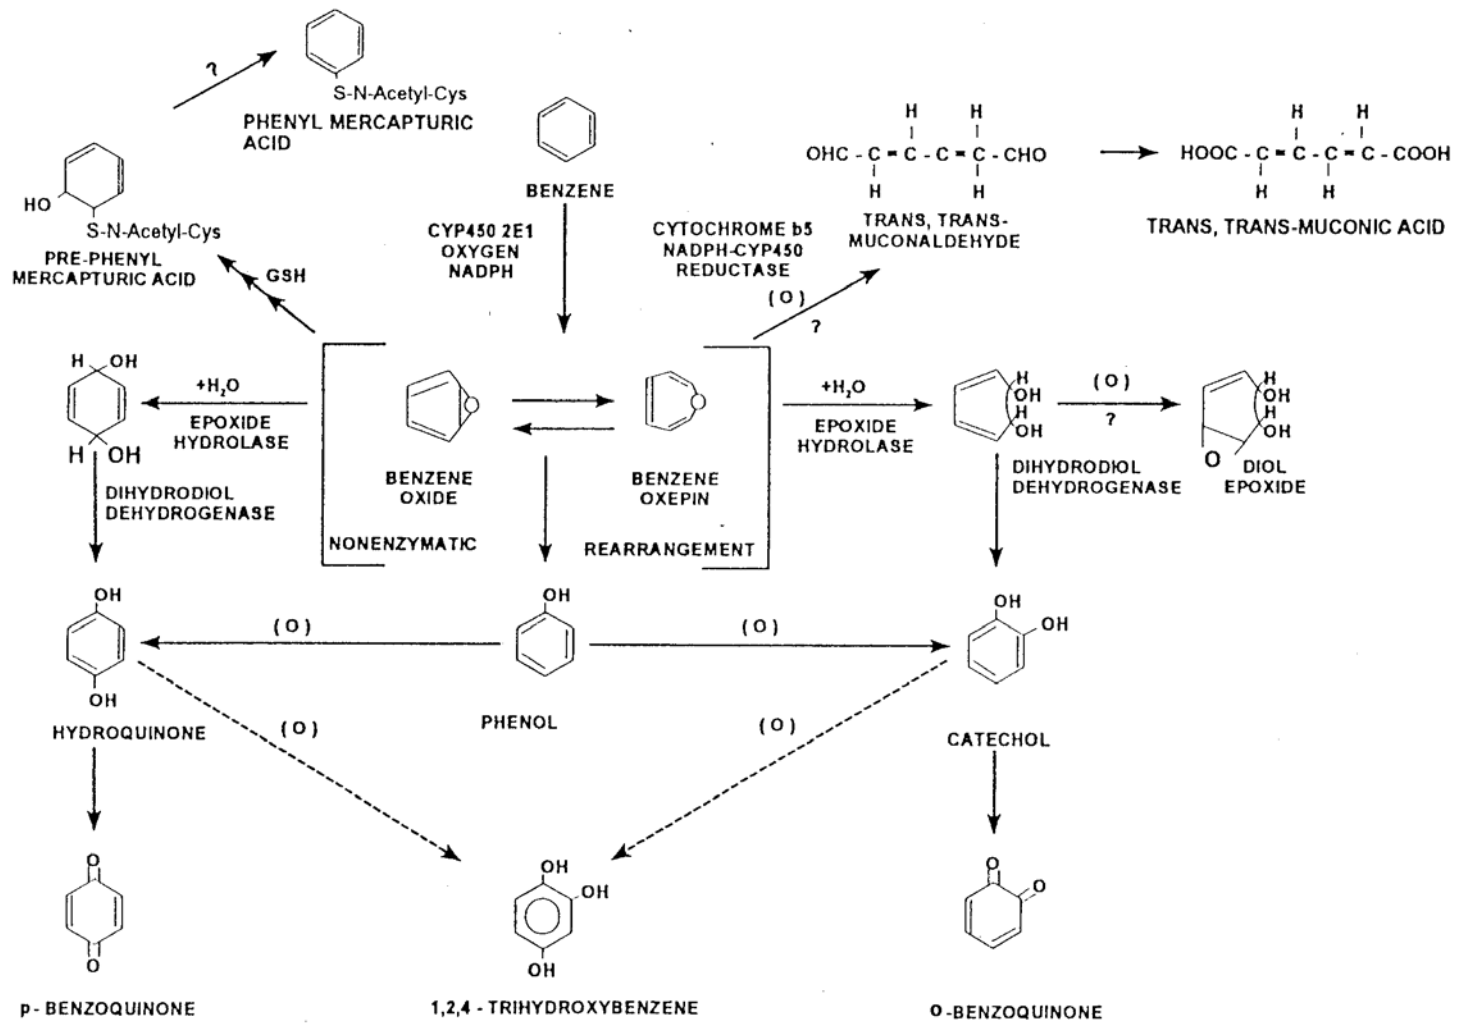 ?
S-N-Acetyl-Cys
PHENYL MERCAPTURIC
ACID
HO
S-N-Acetyl-Cys
PRE-PHENYL
MERCAPTURIC ACID
GSH
BENZENE
CYP450 2E1
OXYGEN
NADPH
CYTOCHROME b5
NADPH-CYP450
REDUCTASE
(O)
?
H H
OHC-C=C-C=C-CHO
H H
TRANS, TRANS-
MUCONALDEHYDE
H H
HOOC-C=C-C=C-COOH
H H
TRANS, TRANS-MUCONIC ACID
H OH
H OH
+H₂O
EPOXIDE
HYDROLASE
O
BENZENE
OXIDE
O
BENZENE
OXEPIN
NONENZYMATIC
REARRANGEMENT
+H₂O
EPOXIDE
HYDROLASE
H
OH
H
OH
(O)
?
H
OH
H
OH
O
DIOL
EPOXIDE
DIHYDRODIOL
DEHYDROGENASE
DIHYDRODIOL
DEHYDROGENASE
OH
OH
HYDROQUINONE
(O)
OH
PHENOL
(O)
OH
OH
CATECHOL
(O)
(O)
O
O
p-BENZOQUINONE
OH
OH
OH
1,2,4-TRIHYDROXYBENZENE
O
O
O-BENZOQUINONE